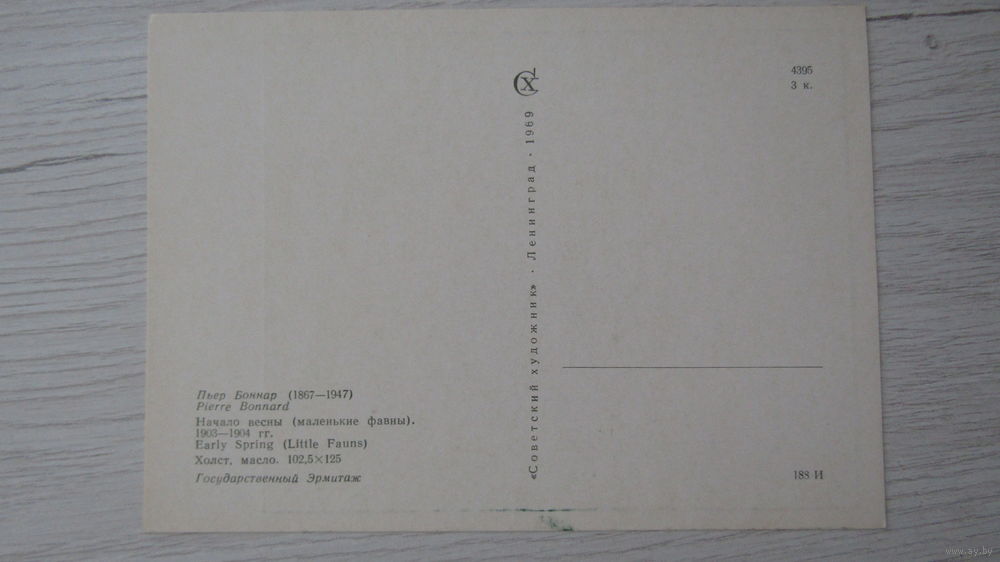 Пьер Боннар (1867—1947)
Pierre Bonnard
Начало весны (маленькие фавны).
1903—1904 гг.
Early Spring (Little Fauns)
Холст, масло. 102,5×125
Государственный Эрмитаж
СХ
«Советский художник» · Ленинград · 1969
4395
3 к.
188 И
www.ay.by